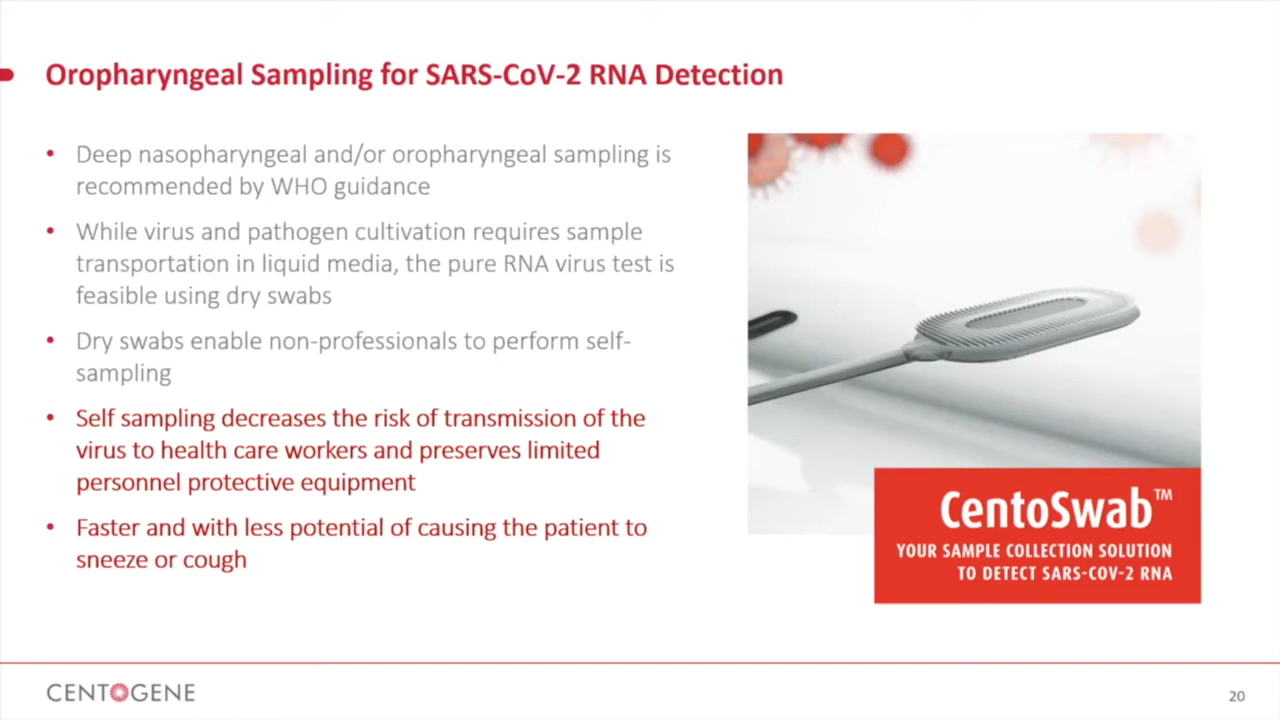 Oropharyngeal Sampling for SARS-CoV-2 RNA Detection
• Deep nasopharyngeal and/or oropharyngeal sampling is
recommended by WHO guidance
• While virus and pathogen cultivation requires sample
transportation in liquid media, the pure RNA virus test is
feasible using dry swabs
• Dry swabs enable non-professionals to perform self-
sampling
• Self sampling decreases the risk of transmission of the
virus to health care workers and preserves limited
personnel protective equipment
• Faster and with less potential of causing the patient to
sneeze or cough
CentoSwab™
YOUR SAMPLE COLLECTION SOLUTION
TO DETECT SARS-COV-2 RNA
CENTOGENE
20